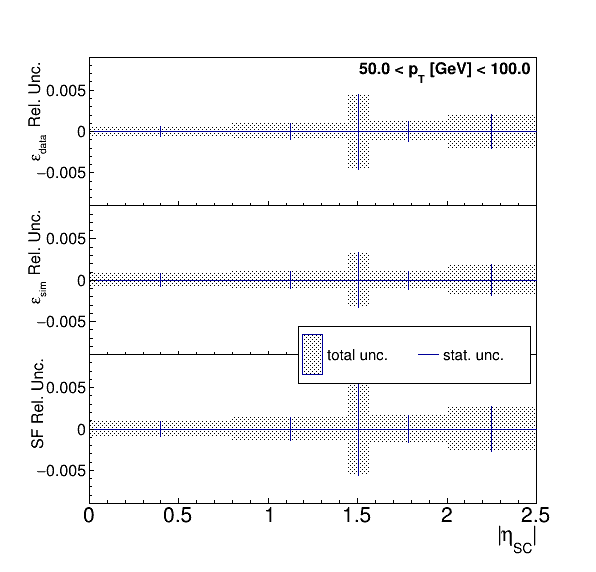 50.0 < p_T [GeV] < 100.0
ε_data Rel. Unc.
0.005
0
−0.005
ε_sim Rel. Unc.
0.005
0
−0.005
total unc.
stat. unc.
SF Rel. Unc.
0.005
0
−0.005
0 0.5 1 1.5 2 2.5
|η_SC|